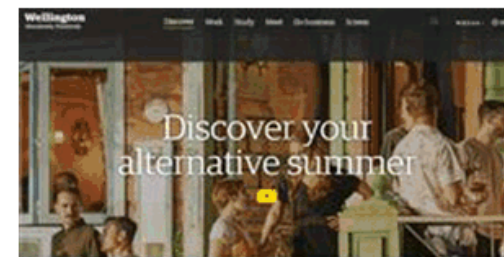 Wellington
Discover Work Study Meet Do business
Discover your
alternative summer